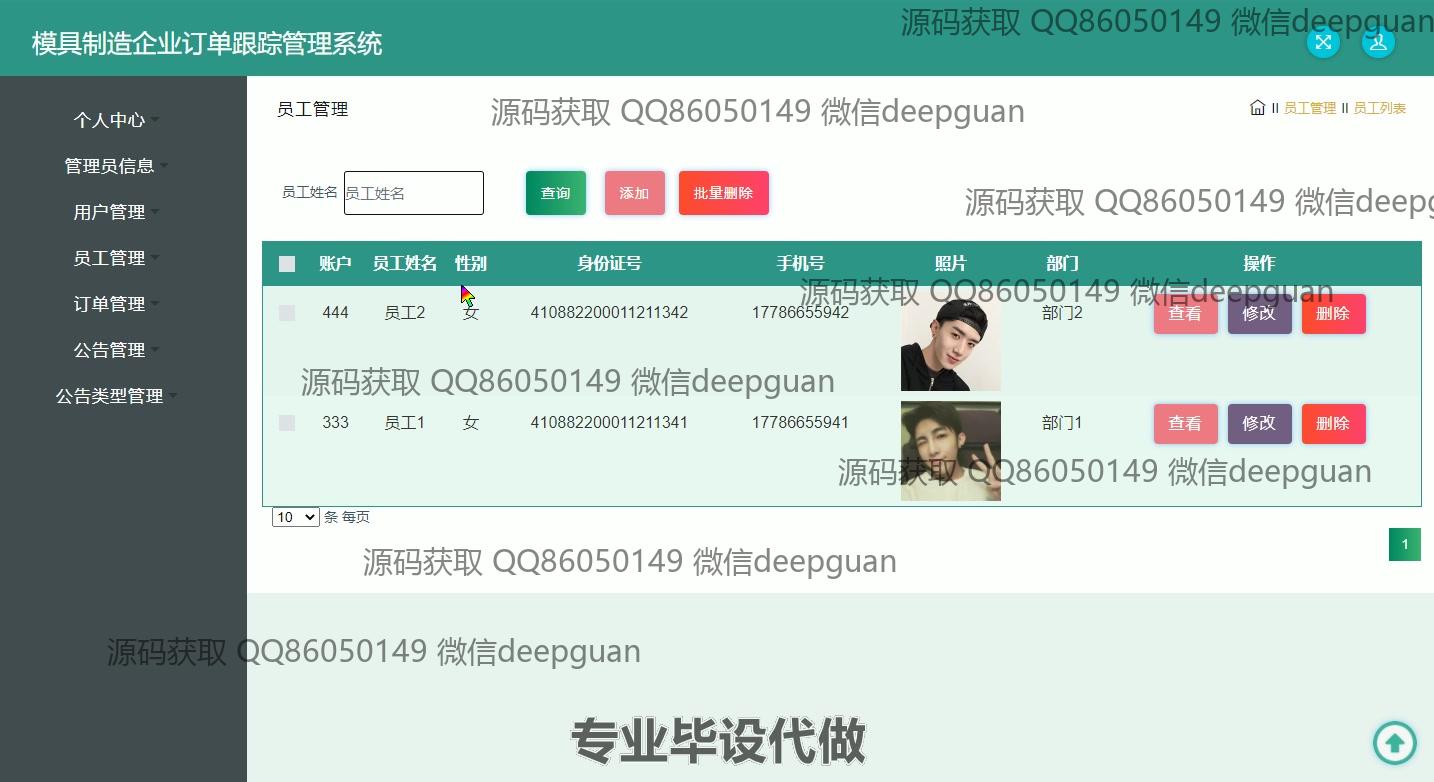 源码获取 QQ86050149 微信deepguan
模具制造企业订单跟踪管理系统
个人中心
管理员信息
用户管理
员工管理
订单管理
公告管理
公告类型管理
员工管理
源码获取 QQ86050149 微信deepguan
II 员工管理 II 员工列表
员工姓名 员工姓名 查询 添加 批量删除
源码获取 QQ86050149 微信deepg
账户 员工姓名 性别 身份证号 手机号 照片 部门 操作
源码获取 QQ86050149 微信deepguan
444 员工2 女 410882200011211342 17786655942 部门2 查看 修改 删除
源码获取 QQ86050149 微信deepguan
333 员工1 女 410882200011211341 17786655941 部门1 查看 修改 删除
源码获取 QQ86050149 微信deepguan
10 条 每页
1
源码获取 QQ86050149 微信deepguan
源码获取 QQ86050149 微信deepguan
专业毕设代做